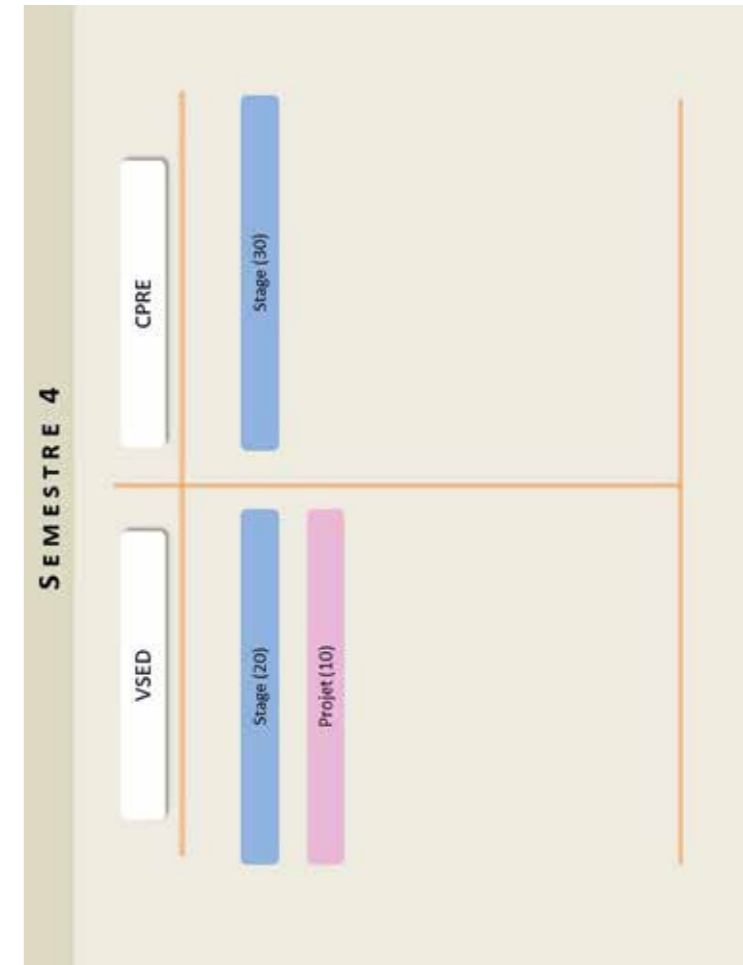 SEMESTRE 4
VSED
CPRE
Stage (20)
Stage (30)
Projet (10)